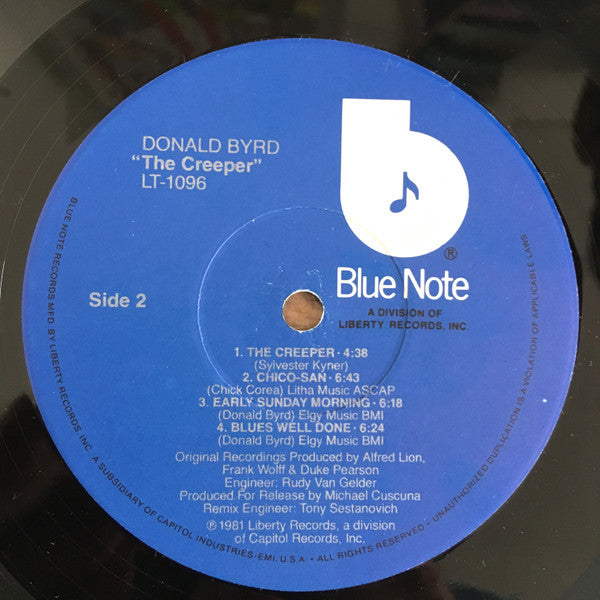 DONALD BYRD
"The Creeper"
LT-1096
b
®
Blue Note
A DIVISION OF
LIBERTY RECORDS, INC.
Side 2
1. THE CREEPER · 4:38
(Sylvester Kyner)
2. CHICO-SAN · 6:43
(Chick Corea) Litha Music ASCAP
3. EARLY SUNDAY MORNING · 6:18
(Donald Byrd) Elgy Music BMI
4. BLUES WELL DONE · 6:24
(Donald Byrd) Elgy Music BMI
Original Recordings Produced by Alfred Lion,
Frank Wolff & Duke Pearson
Engineer: Rudy Van Gelder
Produced For Release by Michael Cuscuna
Remix Engineer: Tony Sestanovich
℗ 1981 Liberty Records, a division
of Capitol Records, Inc.
BLUE NOTE RECORDS MFD. BY LIBERTY RECORDS, INC. A SUBSIDIARY OF CAPITOL INDUSTRIES-EMI, U.S.A. • ALL RIGHTS RESERVED. • UNAUTHORIZED DUPLICATION IS A VIOLATION OF APPLICABLE LAWS